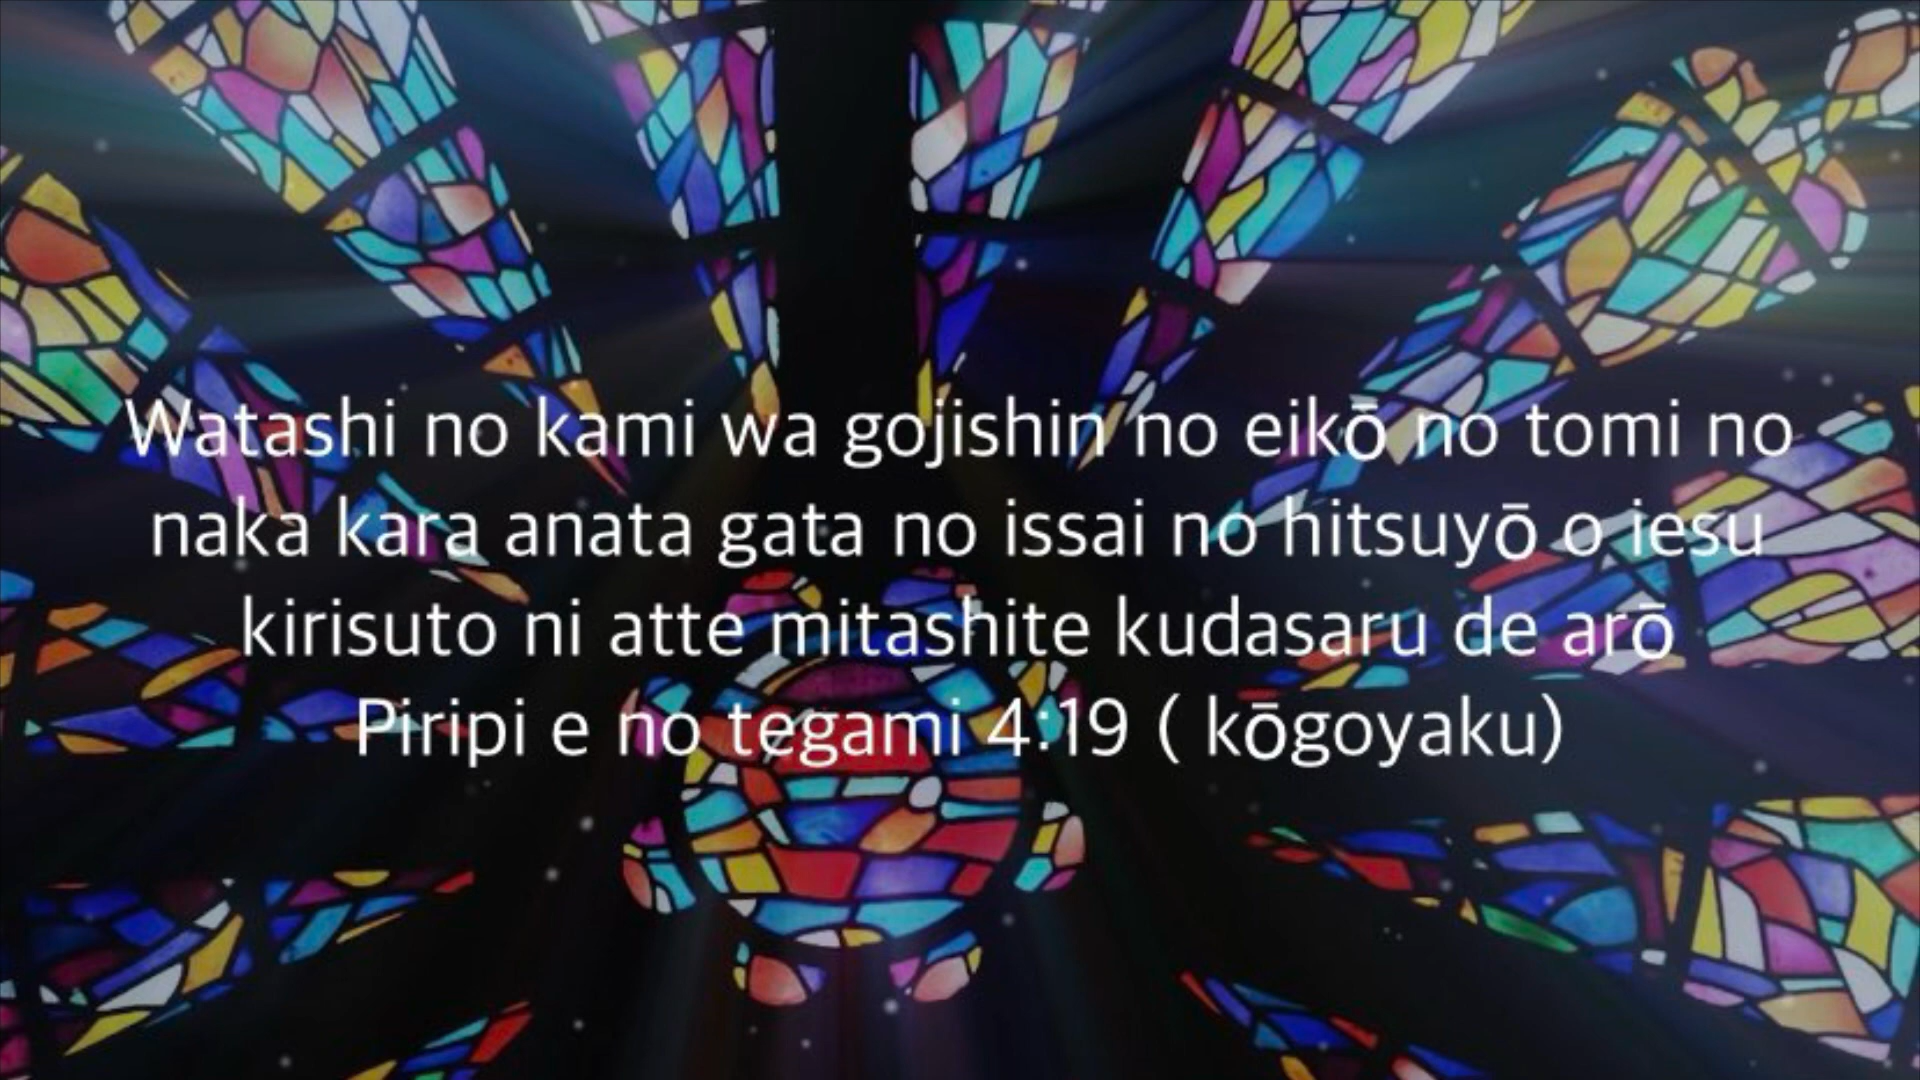 Watashi no kami wa gojishin no eikō no tomi no
naka kara anata gata no issai no hitsuyō o iesu
kirisuto ni atte mitashite kudasaru de arō
Piripi e no tegami 4:19 ( kōgoyaku)